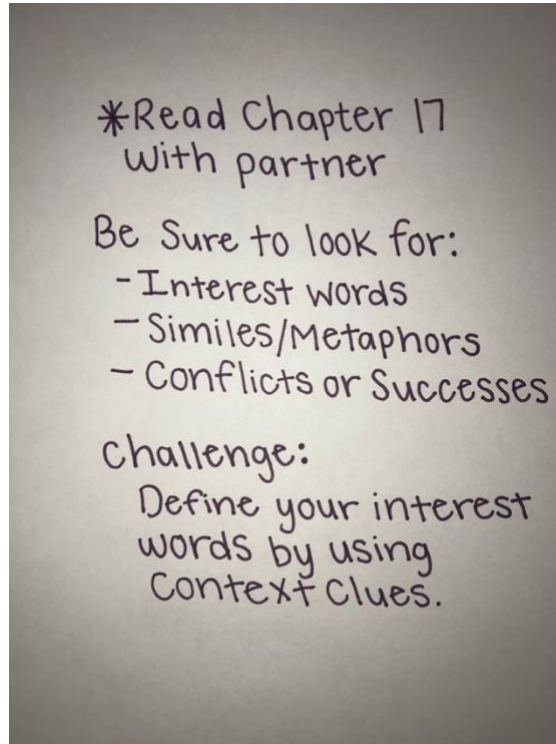 *Read Chapter 17
with partner
Be Sure to look for:
-Interest words
- Similes/Metaphors
- Conflicts or Successes
Challenge:
Define your interest
words by using
Context Clues.